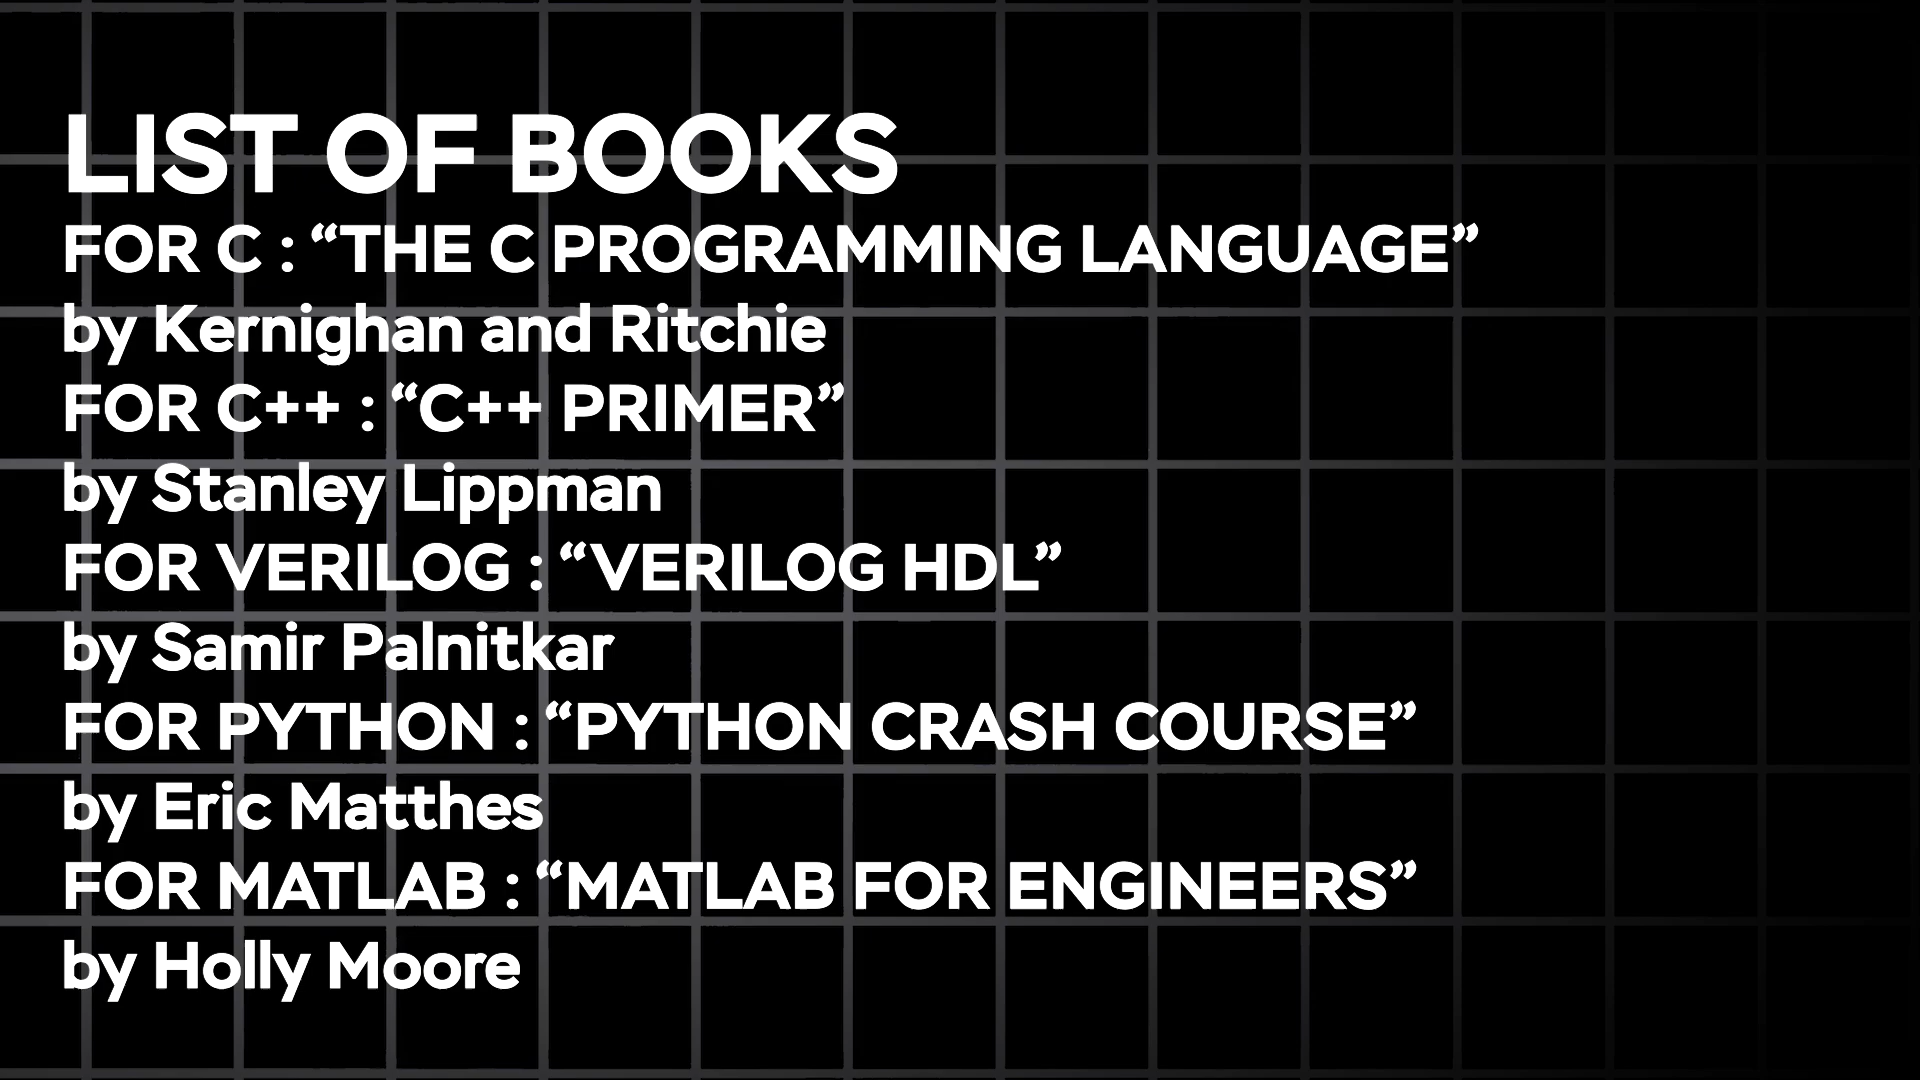 LIST OF BOOKS
FOR C : “THE C PROGRAMMING LANGUAGE”
by Kernighan and Ritchie
FOR C++ : “C++ PRIMER”
by Stanley Lippman
FOR VERILOG : “VERILOG HDL”
by Samir Palnitkar
FOR PYTHON : “PYTHON CRASH COURSE”
by Eric Matthes
FOR MATLAB : “MATLAB FOR ENGINEERS”
by Holly Moore